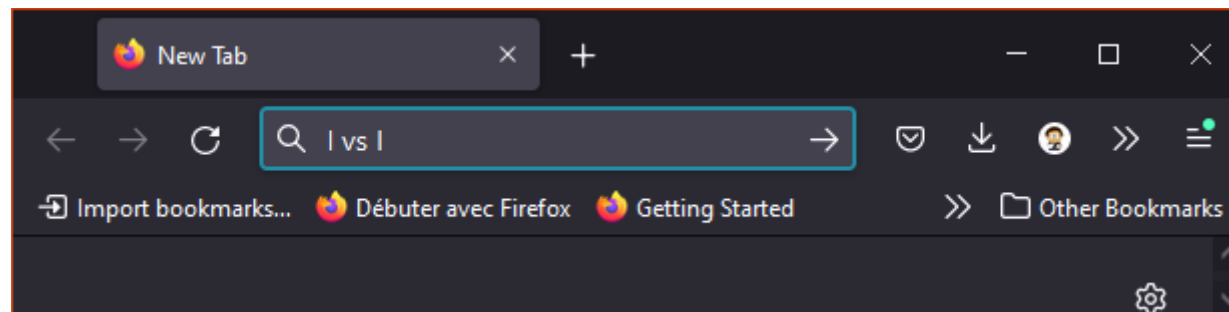 New Tab
l vs I
Import bookmarks... Débuter avec Firefox Getting Started Other Bookmarks